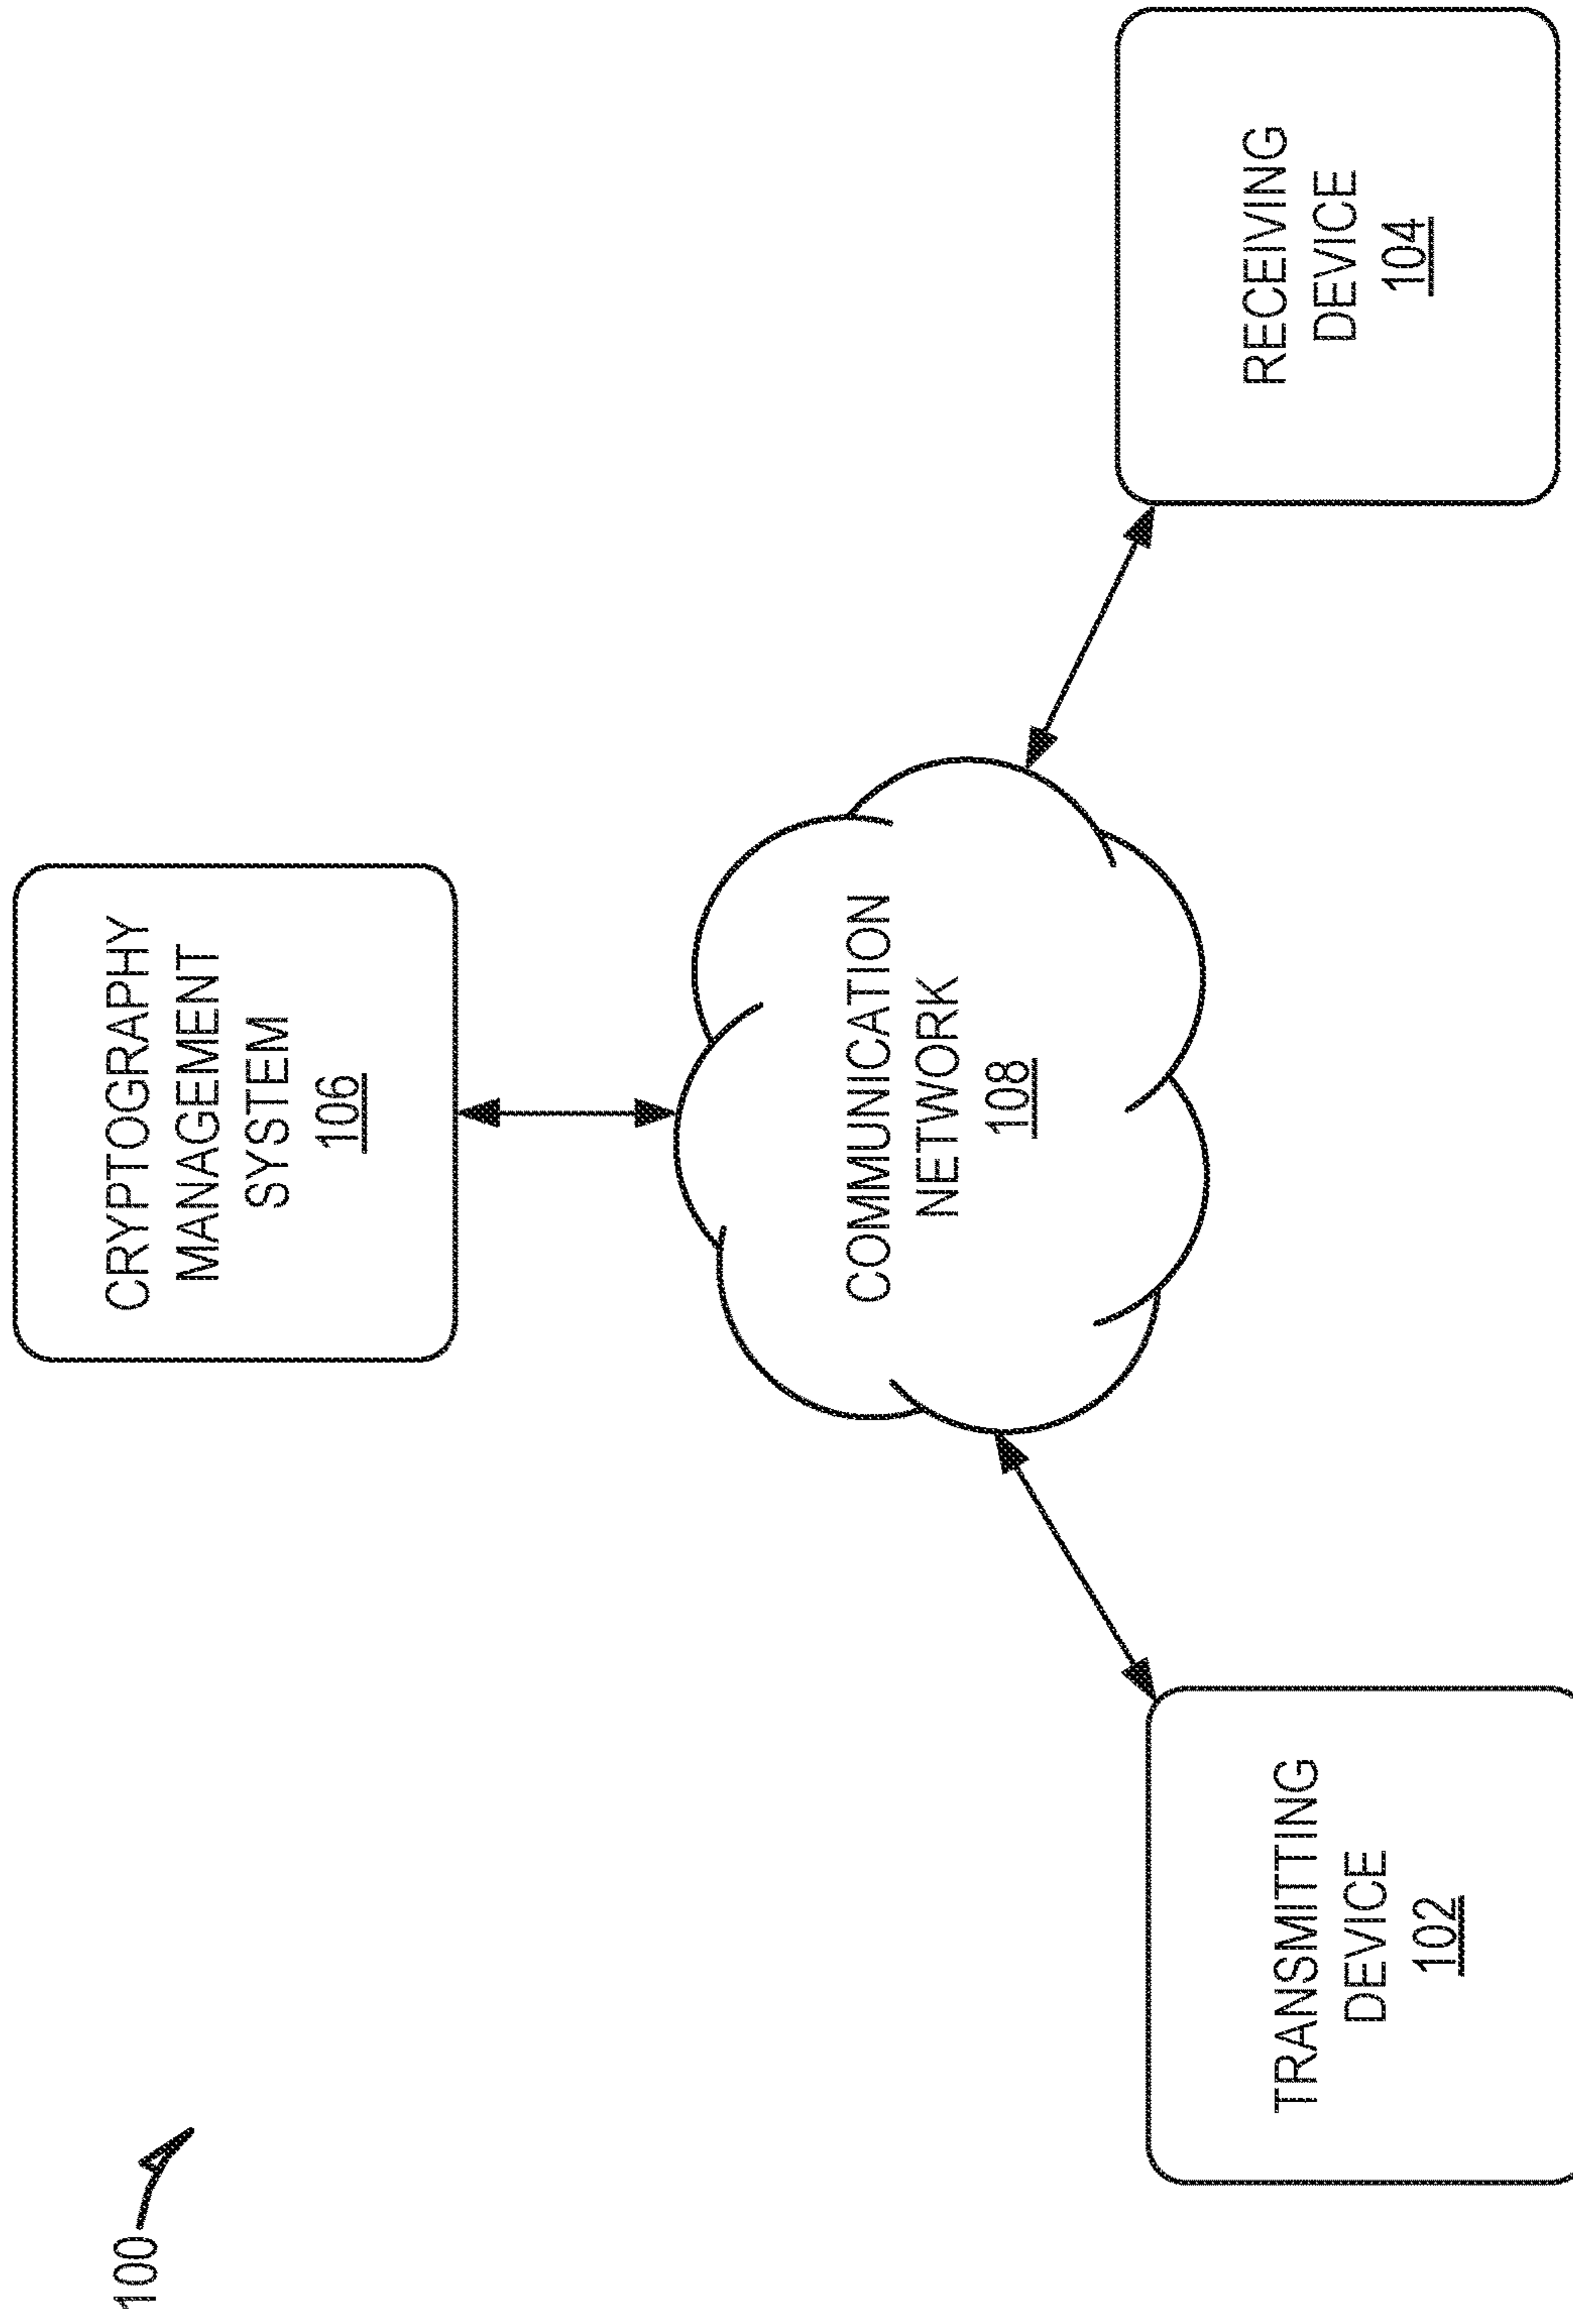 100
CRYPTOGRAPHY
MANAGEMENT
SYSTEM
106
COMMUNICATION
NETWORK
108
TRANSMITTING
DEVICE
102
RECEIVING
DEVICE
104